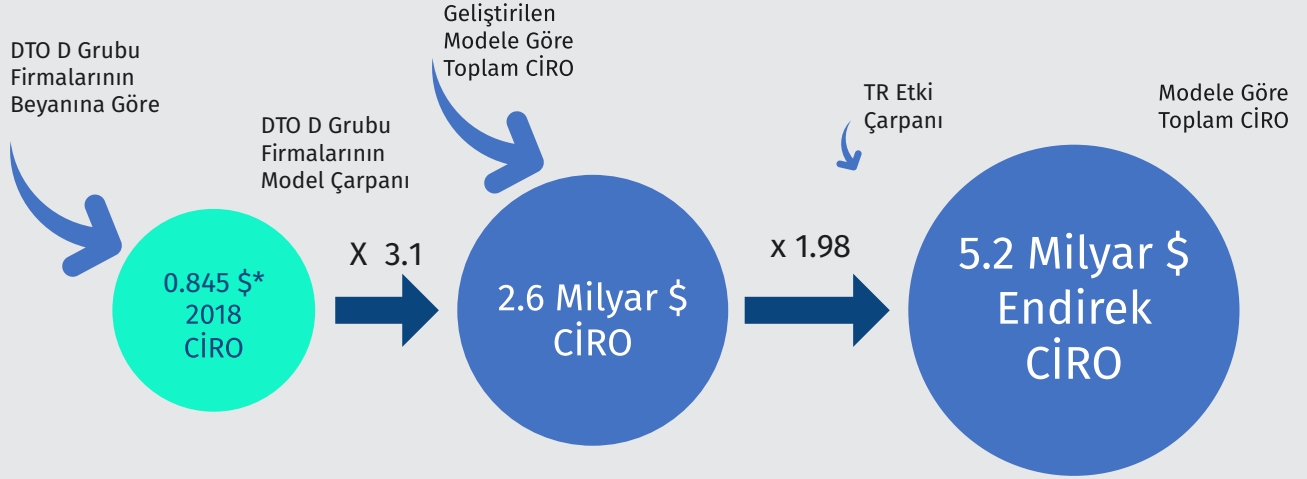 DTO D Grubu
Firmalarının
Beyanına Göre
0.845 $*
2018
CİRO
DTO D Grubu
Firmalarının
Model Çarpanı
X 3.1
Geliştirilen
Modele Göre
Toplam CİRO
2.6 Milyar $
CİRO
TR Etki
Çarpanı
x 1.98
Modele Göre
Toplam CİRO
5.2 Milyar $
Endirek
CİRO